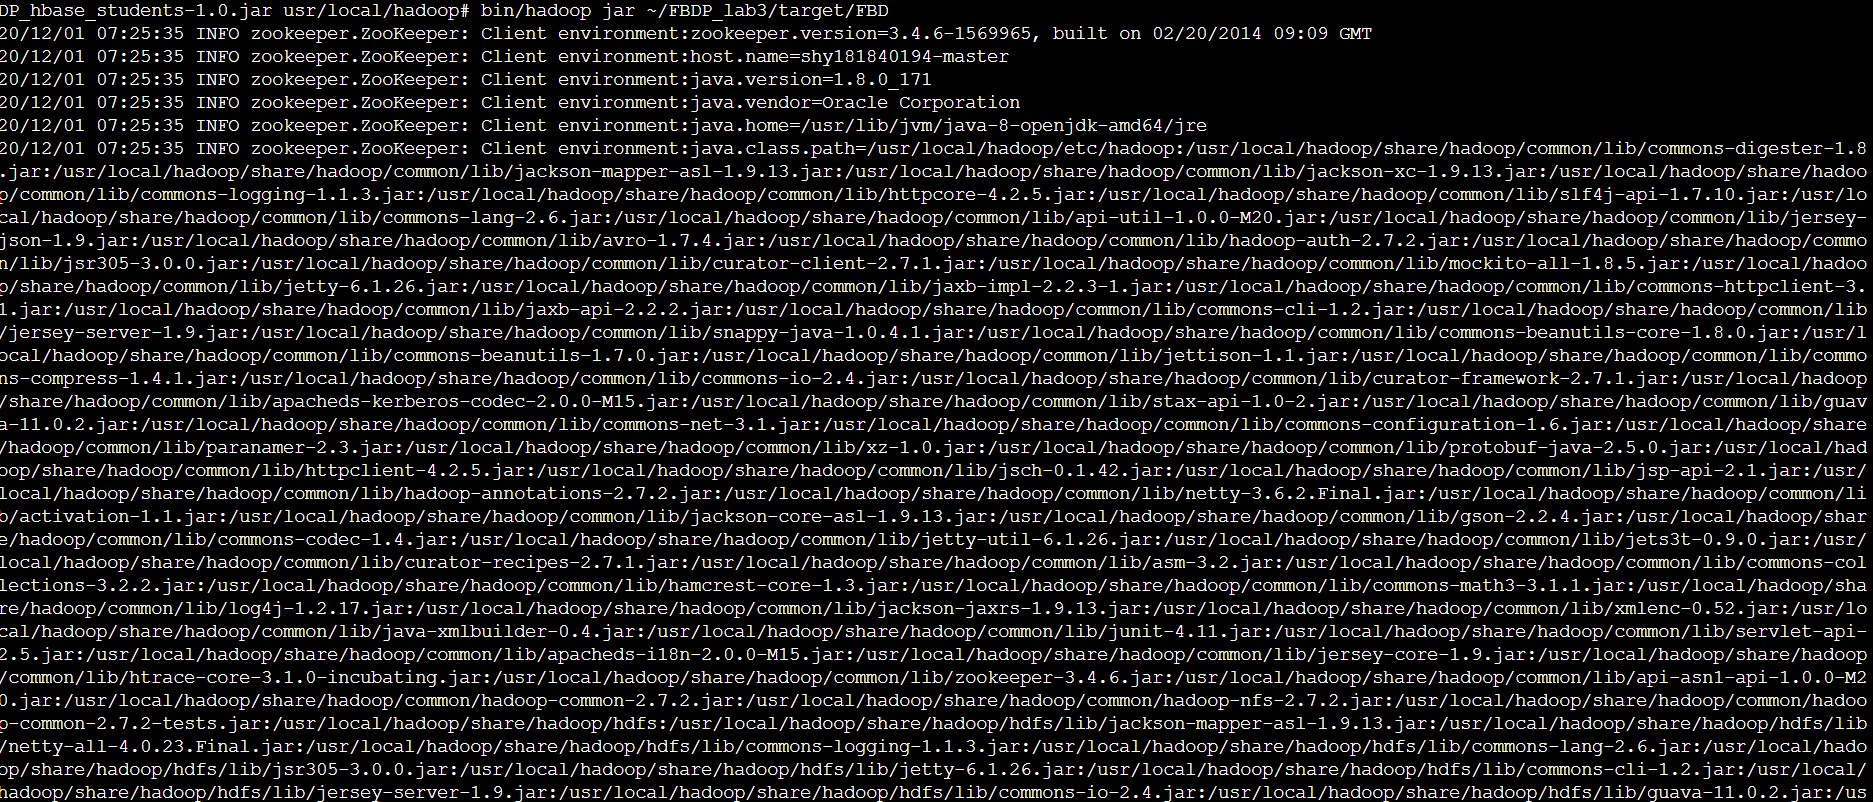 DP_hbase_students-1.0.jar usr/local/hadoop# bin/hadoop jar ~/FBDP_lab3/target/FBD
20/12/01 07:25:35 INFO zookeeper.ZooKeeper: Client environment:zookeeper.version=3.4.6-1569965, built on 02/20/2014 09:09 GMT
20/12/01 07:25:35 INFO zookeeper.ZooKeeper: Client environment:host.name=shy181840194-master
20/12/01 07:25:35 INFO zookeeper.ZooKeeper: Client environment:java.version=1.8.0_171
20/12/01 07:25:35 INFO zookeeper.ZooKeeper: Client environment:java.vendor=Oracle Corporation
20/12/01 07:25:35 INFO zookeeper.ZooKeeper: Client environment:java.home=/usr/lib/jvm/java-8-openjdk-amd64/jre
20/12/01 07:25:35 INFO zookeeper.ZooKeeper: Client environment:java.class.path=/usr/local/hadoop/etc/hadoop:/usr/local/hadoop/share/hadoop/common/lib/commons-digester-1.8
.jar:/usr/local/hadoop/share/hadoop/common/lib/jackson-mapper-asl-1.9.13.jar:/usr/local/hadoop/share/hadoop/common/lib/jackson-xc-1.9.13.jar:/usr/local/hadoop/share/hadoo
p/common/lib/commons-logging-1.1.3.jar:/usr/local/hadoop/share/hadoop/common/lib/httpcore-4.2.5.jar:/usr/local/hadoop/share/hadoop/common/lib/slf4j-api-1.7.10.jar:/usr/lo
cal/hadoop/share/hadoop/common/lib/commons-lang-2.6.jar:/usr/local/hadoop/share/hadoop/common/lib/api-util-1.0.0-M20.jar:/usr/local/hadoop/share/hadoop/common/lib/jersey-
json-1.9.jar:/usr/local/hadoop/share/hadoop/common/lib/avro-1.7.4.jar:/usr/local/hadoop/share/hadoop/common/lib/hadoop-auth-2.7.2.jar:/usr/local/hadoop/share/hadoop/commo
n/lib/jsr305-3.0.0.jar:/usr/local/hadoop/share/hadoop/common/lib/curator-client-2.7.1.jar:/usr/local/hadoop/share/hadoop/common/lib/mockito-all-1.8.5.jar:/usr/local/hadoo
p/share/hadoop/common/lib/jetty-6.1.26.jar:/usr/local/hadoop/share/hadoop/common/lib/jaxb-impl-2.2.3-1.jar:/usr/local/hadoop/share/hadoop/common/lib/commons-httpclient-3.
1.jar:/usr/local/hadoop/share/hadoop/common/lib/jaxb-api-2.2.2.jar:/usr/local/hadoop/share/hadoop/common/lib/commons-cli-1.2.jar:/usr/local/hadoop/share/hadoop/common/lib
/jersey-server-1.9.jar:/usr/local/hadoop/share/hadoop/common/lib/snappy-java-1.0.4.1.jar:/usr/local/hadoop/share/hadoop/common/lib/commons-beanutils-core-1.8.0.jar:/usr/l
ocal/hadoop/share/hadoop/common/lib/commons-beanutils-1.7.0.jar:/usr/local/hadoop/share/hadoop/common/lib/jettison-1.1.jar:/usr/local/hadoop/share/hadoop/common/lib/commo
ns-compress-1.4.1.jar:/usr/local/hadoop/share/hadoop/common/lib/commons-io-2.4.jar:/usr/local/hadoop/share/hadoop/common/lib/curator-framework-2.7.1.jar:/usr/local/hadoop
/share/hadoop/common/lib/apacheds-kerberos-codec-2.0.0-M15.jar:/usr/local/hadoop/share/hadoop/common/lib/stax-api-1.0-2.jar:/usr/local/hadoop/share/hadoop/common/lib/guav
a-11.0.2.jar:/usr/local/hadoop/share/hadoop/common/lib/commons-net-3.1.jar:/usr/local/hadoop/share/hadoop/common/lib/commons-configuration-1.6.jar:/usr/local/hadoop/share
/hadoop/common/lib/paranamer-2.3.jar:/usr/local/hadoop/share/hadoop/common/lib/xz-1.0.jar:/usr/local/hadoop/share/hadoop/common/lib/protobuf-java-2.5.0.jar:/usr/local/had
oop/share/hadoop/common/lib/httpclient-4.2.5.jar:/usr/local/hadoop/share/hadoop/common/lib/jsch-0.1.42.jar:/usr/local/hadoop/share/hadoop/common/lib/jsp-api-2.1.jar:/usr/
local/hadoop/share/hadoop/common/lib/hadoop-annotations-2.7.2.jar:/usr/local/hadoop/share/hadoop/common/lib/netty-3.6.2.Final.jar:/usr/local/hadoop/share/hadoop/common/li
b/activation-1.1.jar:/usr/local/hadoop/share/hadoop/common/lib/jackson-core-asl-1.9.13.jar:/usr/local/hadoop/share/hadoop/common/lib/gson-2.2.4.jar:/usr/local/hadoop/shar
e/hadoop/common/lib/commons-codec-1.4.jar:/usr/local/hadoop/share/hadoop/common/lib/jetty-util-6.1.26.jar:/usr/local/hadoop/share/hadoop/common/lib/jets3t-0.9.0.jar:/usr/
local/hadoop/share/hadoop/common/lib/curator-recipes-2.7.1.jar:/usr/local/hadoop/share/hadoop/common/lib/asm-3.2.jar:/usr/local/hadoop/share/hadoop/common/lib/commons-col
lections-3.2.2.jar:/usr/local/hadoop/share/hadoop/common/lib/hamcrest-core-1.3.jar:/usr/local/hadoop/share/hadoop/common/lib/commons-math3-3.1.1.jar:/usr/local/hadoop/sha
re/hadoop/common/lib/log4j-1.2.17.jar:/usr/local/hadoop/share/hadoop/common/lib/jackson-jaxrs-1.9.13.jar:/usr/local/hadoop/share/hadoop/common/lib/xmlenc-0.52.jar:/usr/lo
cal/hadoop/share/hadoop/common/lib/java-xmlbuilder-0.4.jar:/usr/local/hadoop/share/hadoop/common/lib/junit-4.11.jar:/usr/local/hadoop/share/hadoop/common/lib/servlet-api-
2.5.jar:/usr/local/hadoop/share/hadoop/common/lib/apacheds-i18n-2.0.0-M15.jar:/usr/local/hadoop/share/hadoop/common/lib/jersey-core-1.9.jar:/usr/local/hadoop/share/hadoop
/common/lib/htrace-core-3.1.0-incubating.jar:/usr/local/hadoop/share/hadoop/common/lib/zookeeper-3.4.6.jar:/usr/local/hadoop/share/hadoop/common/lib/api-asn1-api-1.0.0-M2
0.jar:/usr/local/hadoop/share/hadoop/common/hadoop-common-2.7.2.jar:/usr/local/hadoop/share/hadoop/common/hadoop-nfs-2.7.2.jar:/usr/local/hadoop/share/hadoop/common/hadoo
p-common-2.7.2-tests.jar:/usr/local/hadoop/share/hadoop/hdfs:/usr/local/hadoop/share/hadoop/hdfs/lib/jackson-mapper-asl-1.9.13.jar:/usr/local/hadoop/share/hadoop/hdfs/lib
/netty-all-4.0.23.Final.jar:/usr/local/hadoop/share/hadoop/hdfs/lib/commons-logging-1.1.3.jar:/usr/local/hadoop/share/hadoop/hdfs/lib/commons-lang-2.6.jar:/usr/local/hado
op/share/hadoop/hdfs/lib/jsr305-3.0.0.jar:/usr/local/hadoop/share/hadoop/hdfs/lib/jetty-6.1.26.jar:/usr/local/hadoop/share/hadoop/hdfs/lib/commons-cli-1.2.jar:/usr/local/
hadoop/share/hadoop/hdfs/lib/jersey-server-1.9.jar:/usr/local/hadoop/share/hadoop/hdfs/lib/commons-io-2.4.jar:/usr/local/hadoop/share/hadoop/hdfs/lib/guava-11.0.2.jar:/us